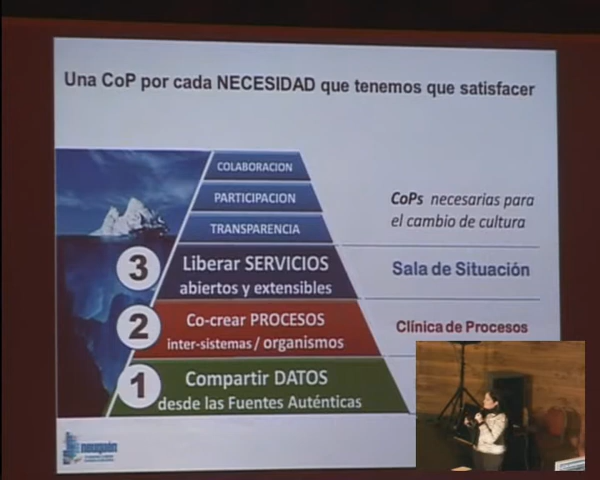 Una CoP por cada NECESIDAD que tenemos que satisfacer
COLABORACION
PARTICIPACION
TRANSPARENCIA
CoPs necesarias para
el cambio de cultura
3
Liberar SERVICIOS
abiertos y extensibles
Sala de Situación
2
Co-crear PROCESOS
inter-sistemas / organismos
Clínica de Procesos
1
Compartir DATOS
desde las Fuentes Auténticas
neuquén